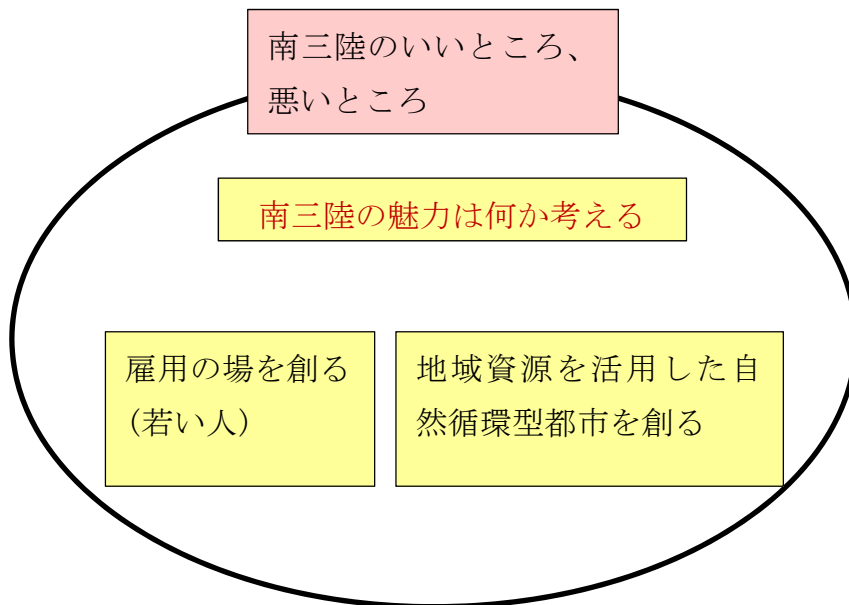 南三陸のいいところ、
悪いところ
南三陸の魅力は何か考える
雇用の場を創る
(若い人)
地域資源を活用した自
然循環型都市を創る